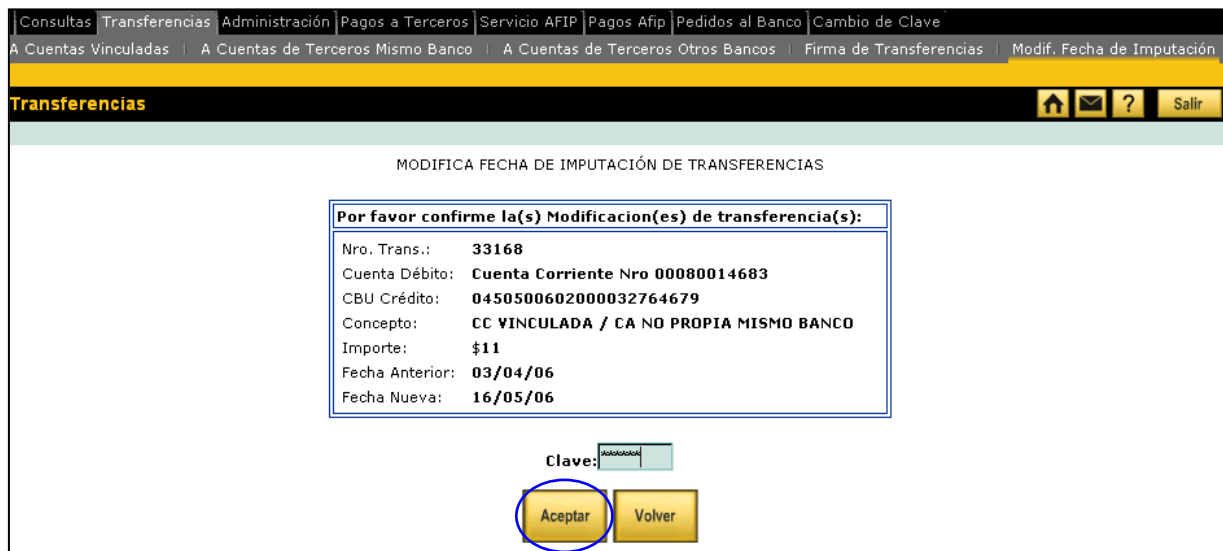 Consultas Transferencias Administración Pagos a Terceros Servicio AFIP Pagos Afip Pedidos al Banco Cambio de Clave
A Cuentas Vinculadas | A Cuentas de Terceros Mismo Banco | A Cuentas de Terceros Otros Bancos | Firma de Transferencias | Modif. Fecha de Imputación
Transferencias ? Salir
MODIFICA FECHA DE IMPUTACIÓN DE TRANSFERENCIAS
Por favor confirme la(s) Modificacion(es) de transferencia(s):
Nro. Trans.: 33168
Cuenta Débito: Cuenta Corriente Nro 00080014683
CBU Crédito: 0450500602000032764679
Concepto: CC VINCULADA / CA NO PROPIA MISMO BANCO
Importe: $11
Fecha Anterior: 03/04/06
Fecha Nueva: 16/05/06
Clave: ********
Aceptar Volver